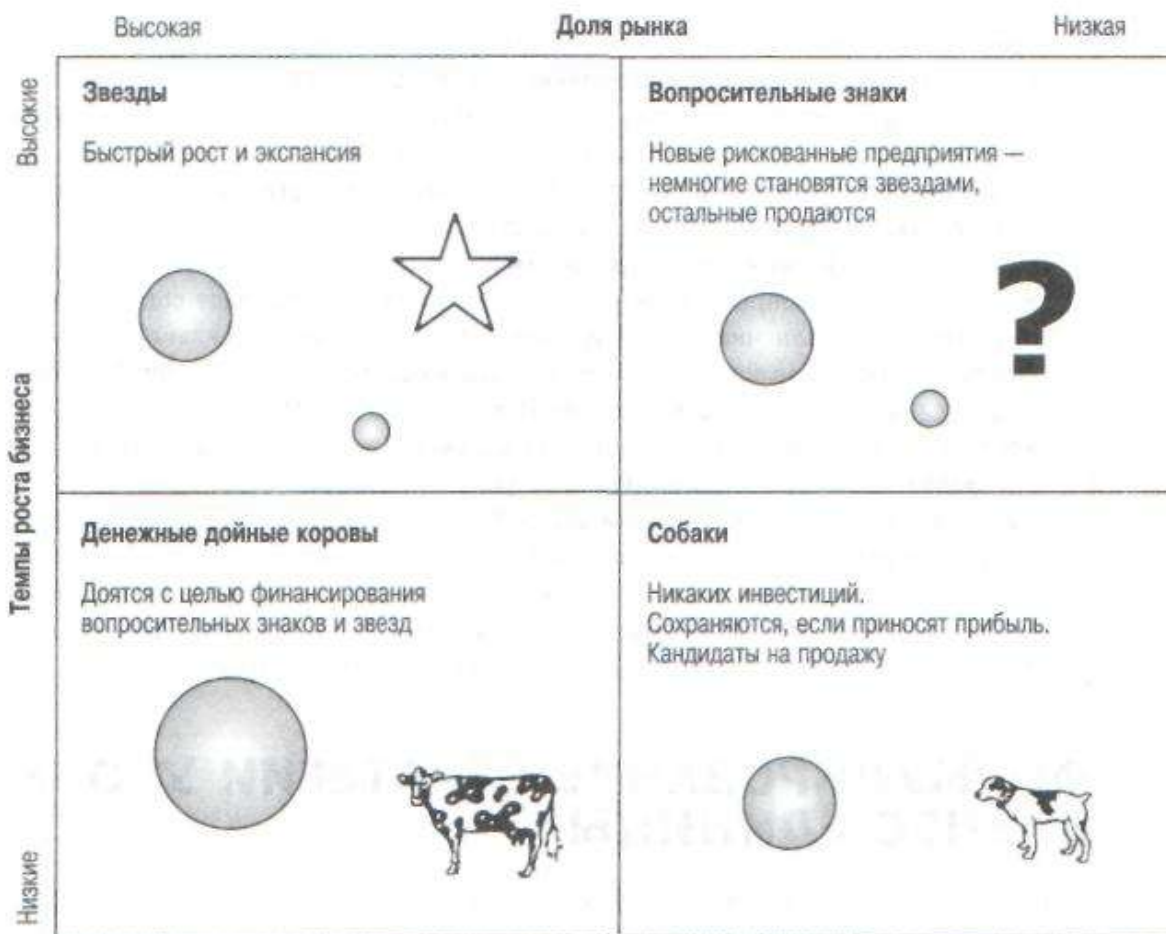 Высокая Доля рынка Низкая
Высокие
Темпы роста бизнеса
Низкие
Звезды
Быстрый рост и экспансия
Вопросительные знаки
Новые рискованные предприятия —
немногие становятся звездами,
остальные продаются
?
Денежные дойные коровы
Доятся с целью финансирования
вопросительных знаков и звезд
Собаки
Никаких инвестиций.
Сохраняются, если приносят прибыль.
Кандидаты на продажу